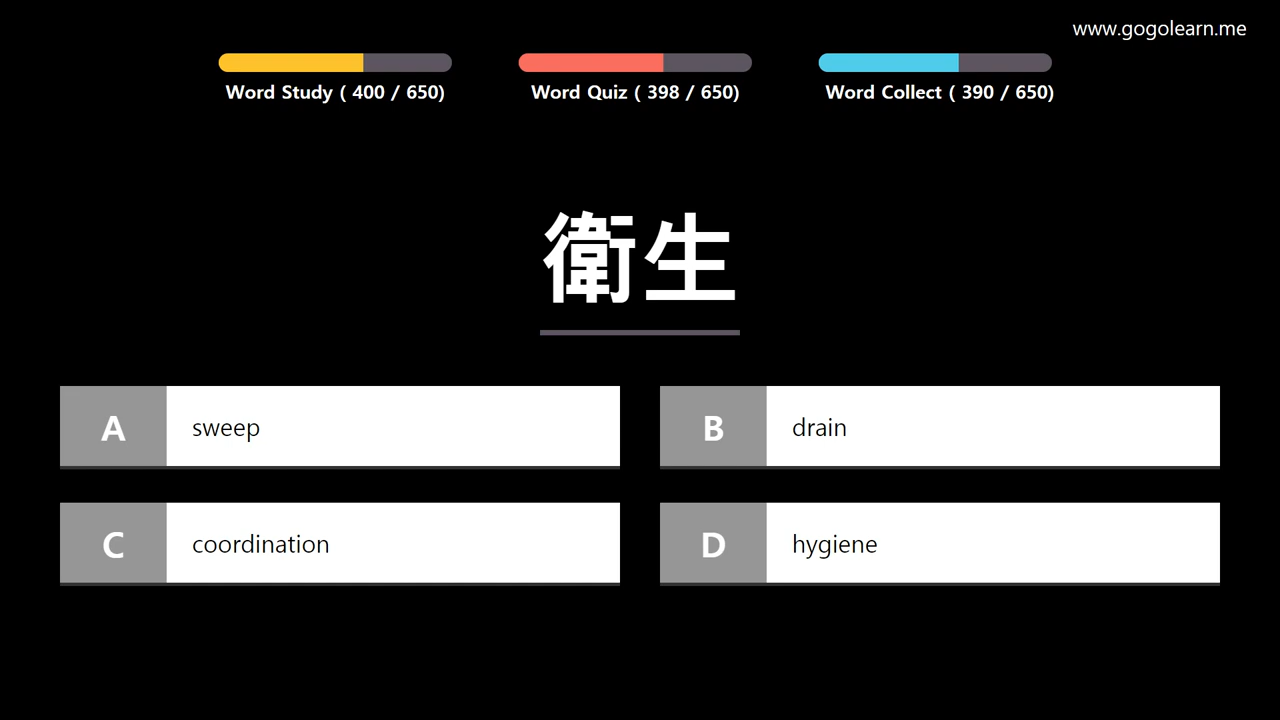 www.gogolearn.me
Word Study ( 400 / 650)
Word Quiz ( 398 / 650)
Word Collect ( 390 / 650)
衛生
A sweep
B drain
C coordination
D hygiene